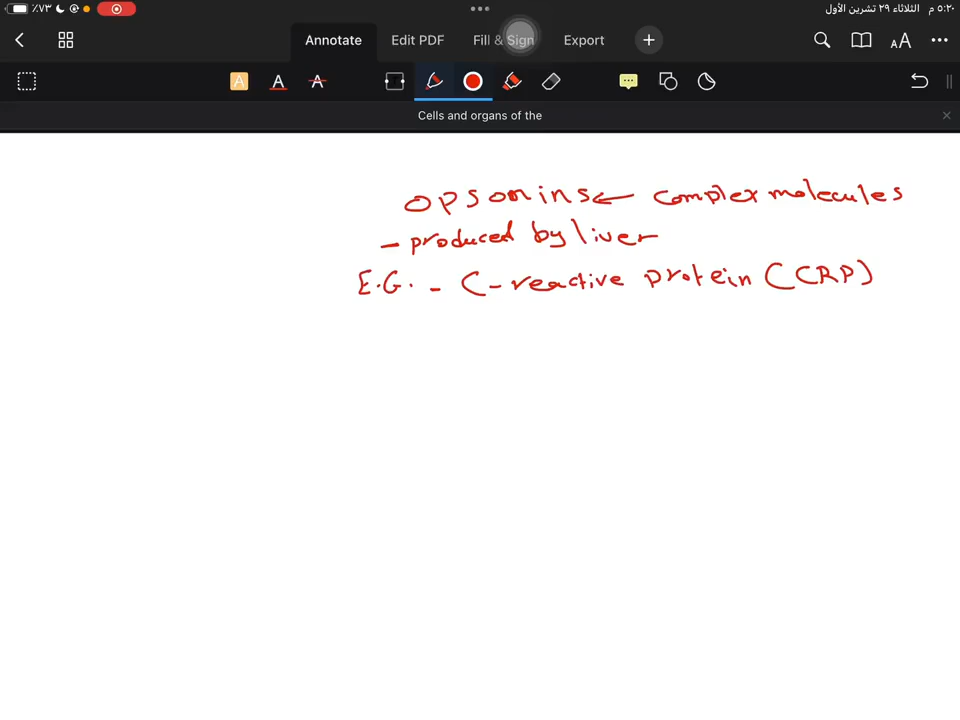 ٪٧٣ ٥:٢٠ م الثلاثاء ٢٩ تشرين الأول
Annotate Edit PDF Fill & Sign Export
A A A AA
Cells and organs of the
opsonins ← complex molecules
- produced by liver
E.G. - C-reactive protein (CRP)